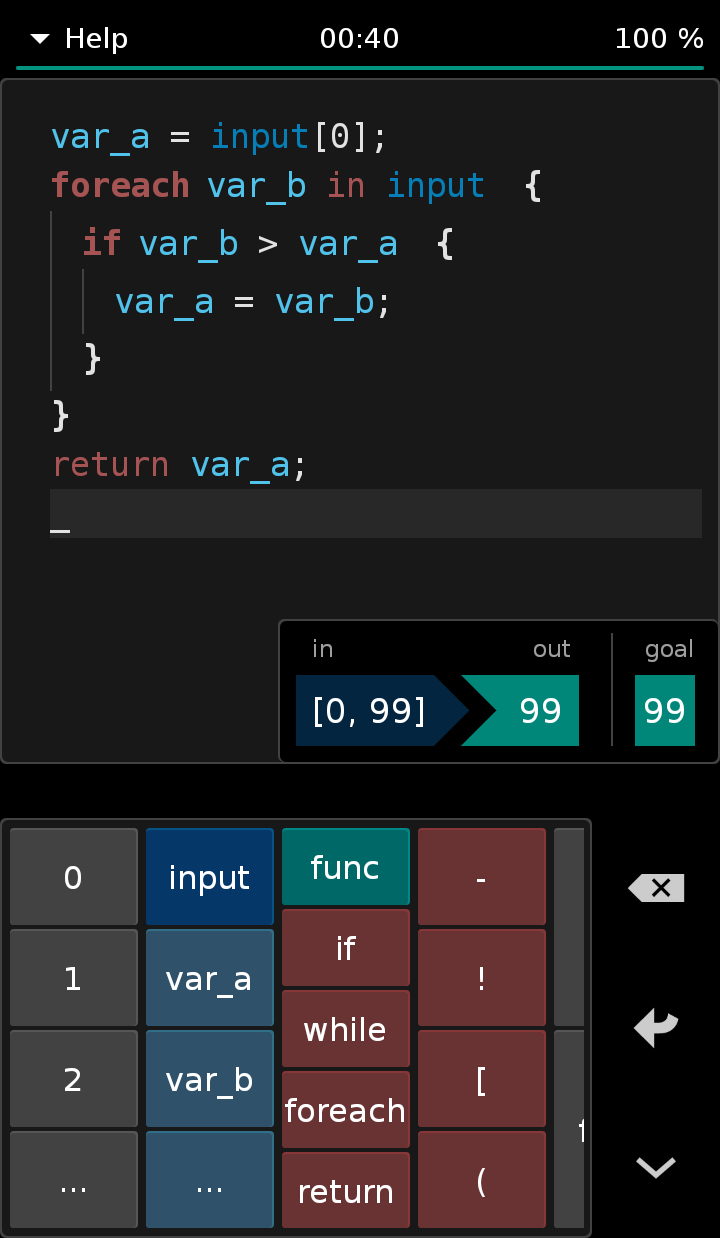 Help 00:40 100 %
var_a = input[0];
foreach var_b in input {
if var_b > var_a {
var_a = var_b;
}
}
return var_a;
_
in out goal
[0, 99] 99 99
0 input func -
if
1 var_a !
while
2 var_b [
foreach
... ... (
return